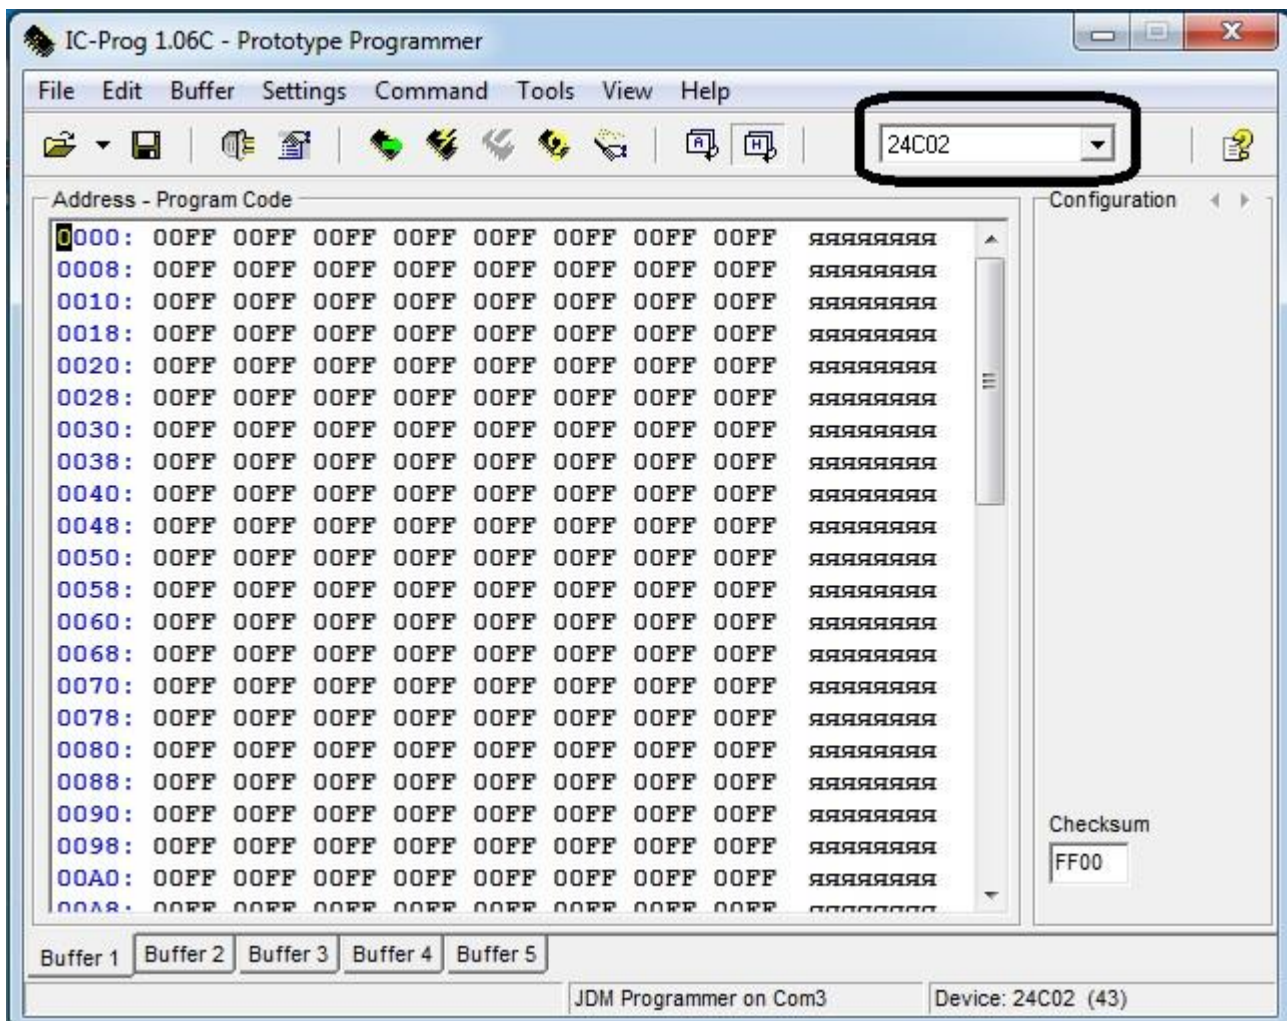 IC-Prog 1.06C - Prototype Programmer
File Edit Buffer Settings Command Tools View Help
24C02
Address - Program Code
Configuration
0000: 00FF 00FF 00FF 00FF 00FF 00FF 00FF 00FF яяяяяяяя
0008: 00FF 00FF 00FF 00FF 00FF 00FF 00FF 00FF яяяяяяяя
0010: 00FF 00FF 00FF 00FF 00FF 00FF 00FF 00FF яяяяяяяя
0018: 00FF 00FF 00FF 00FF 00FF 00FF 00FF 00FF яяяяяяяя
0020: 00FF 00FF 00FF 00FF 00FF 00FF 00FF 00FF яяяяяяяя
0028: 00FF 00FF 00FF 00FF 00FF 00FF 00FF 00FF яяяяяяяя
0030: 00FF 00FF 00FF 00FF 00FF 00FF 00FF 00FF яяяяяяяя
0038: 00FF 00FF 00FF 00FF 00FF 00FF 00FF 00FF яяяяяяяя
0040: 00FF 00FF 00FF 00FF 00FF 00FF 00FF 00FF яяяяяяяя
0048: 00FF 00FF 00FF 00FF 00FF 00FF 00FF 00FF яяяяяяяя
0050: 00FF 00FF 00FF 00FF 00FF 00FF 00FF 00FF яяяяяяяя
0058: 00FF 00FF 00FF 00FF 00FF 00FF 00FF 00FF яяяяяяяя
0060: 00FF 00FF 00FF 00FF 00FF 00FF 00FF 00FF яяяяяяяя
0068: 00FF 00FF 00FF 00FF 00FF 00FF 00FF 00FF яяяяяяяя
0070: 00FF 00FF 00FF 00FF 00FF 00FF 00FF 00FF яяяяяяяя
0078: 00FF 00FF 00FF 00FF 00FF 00FF 00FF 00FF яяяяяяяя
0080: 00FF 00FF 00FF 00FF 00FF 00FF 00FF 00FF яяяяяяяя
0088: 00FF 00FF 00FF 00FF 00FF 00FF 00FF 00FF яяяяяяяя
0090: 00FF 00FF 00FF 00FF 00FF 00FF 00FF 00FF яяяяяяяя
0098: 00FF 00FF 00FF 00FF 00FF 00FF 00FF 00FF яяяяяяяя
00A0: 00FF 00FF 00FF 00FF 00FF 00FF 00FF 00FF яяяяяяяя
00A8: 00FF 00FF 00FF 00FF 00FF 00FF 00FF 00FF яяяяяяяя
Checksum
FF00
Buffer 1 Buffer 2 Buffer 3 Buffer 4 Buffer 5
JDM Programmer on Com3 Device: 24C02 (43)